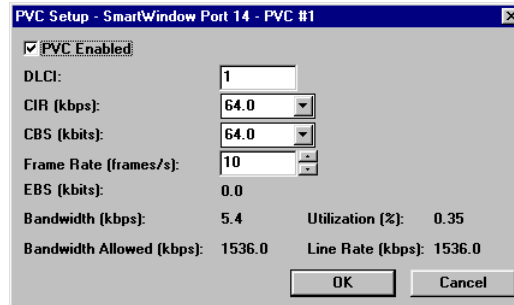 PVC Setup - SmartWindow Port 14 - PVC #1
PVC Enabled
DLCI: 1
CIR (kbps): 64.0
CBS (kbits): 64.0
Frame Rate (frames/s): 10
EBS (kbits): 0.0
Bandwidth (kbps): 5.4 Utilization (%): 0.35
Bandwidth Allowed (kbps): 1536.0 Line Rate (kbps): 1536.0
OK Cancel